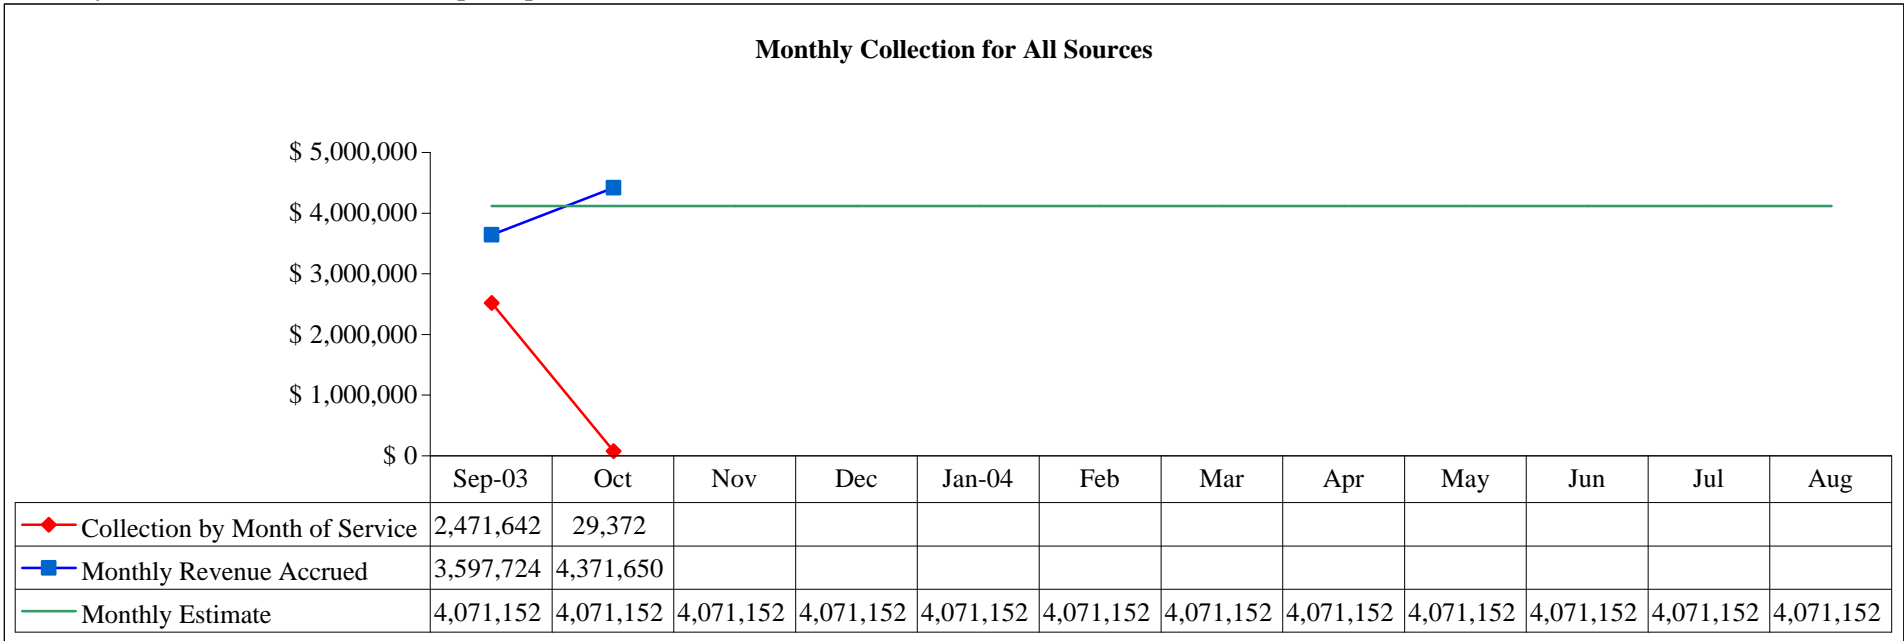 Monthly Collection for All Sources
$ 5,000,000
$ 4,000,000
$ 3,000,000
$ 2,000,000
$ 1,000,000
$ 0
Sep-03 Oct Nov Dec Jan-04 Feb Mar Apr May Jun Jul Aug
Collection by Month of Service 2,471,642 29,372
Monthly Revenue Accrued 3,597,724 4,371,650
Monthly Estimate 4,071,152 4,071,152 4,071,152 4,071,152 4,071,152 4,071,152 4,071,152 4,071,152 4,071,152 4,071,152 4,071,152 4,071,152